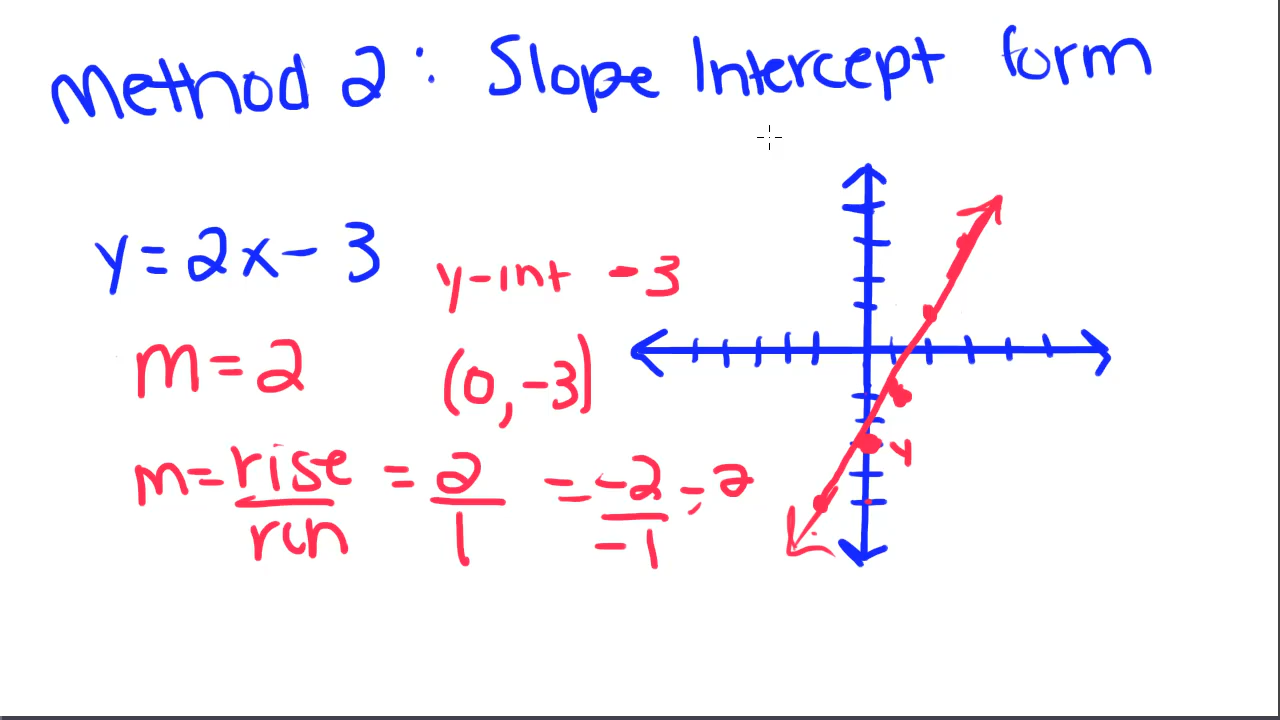 Method 2: Slope Intercept form
y = 2x - 3
y-int -3
m = 2
(0, -3)
m = rise/run = 2/1 = -2/-1 = 2
y